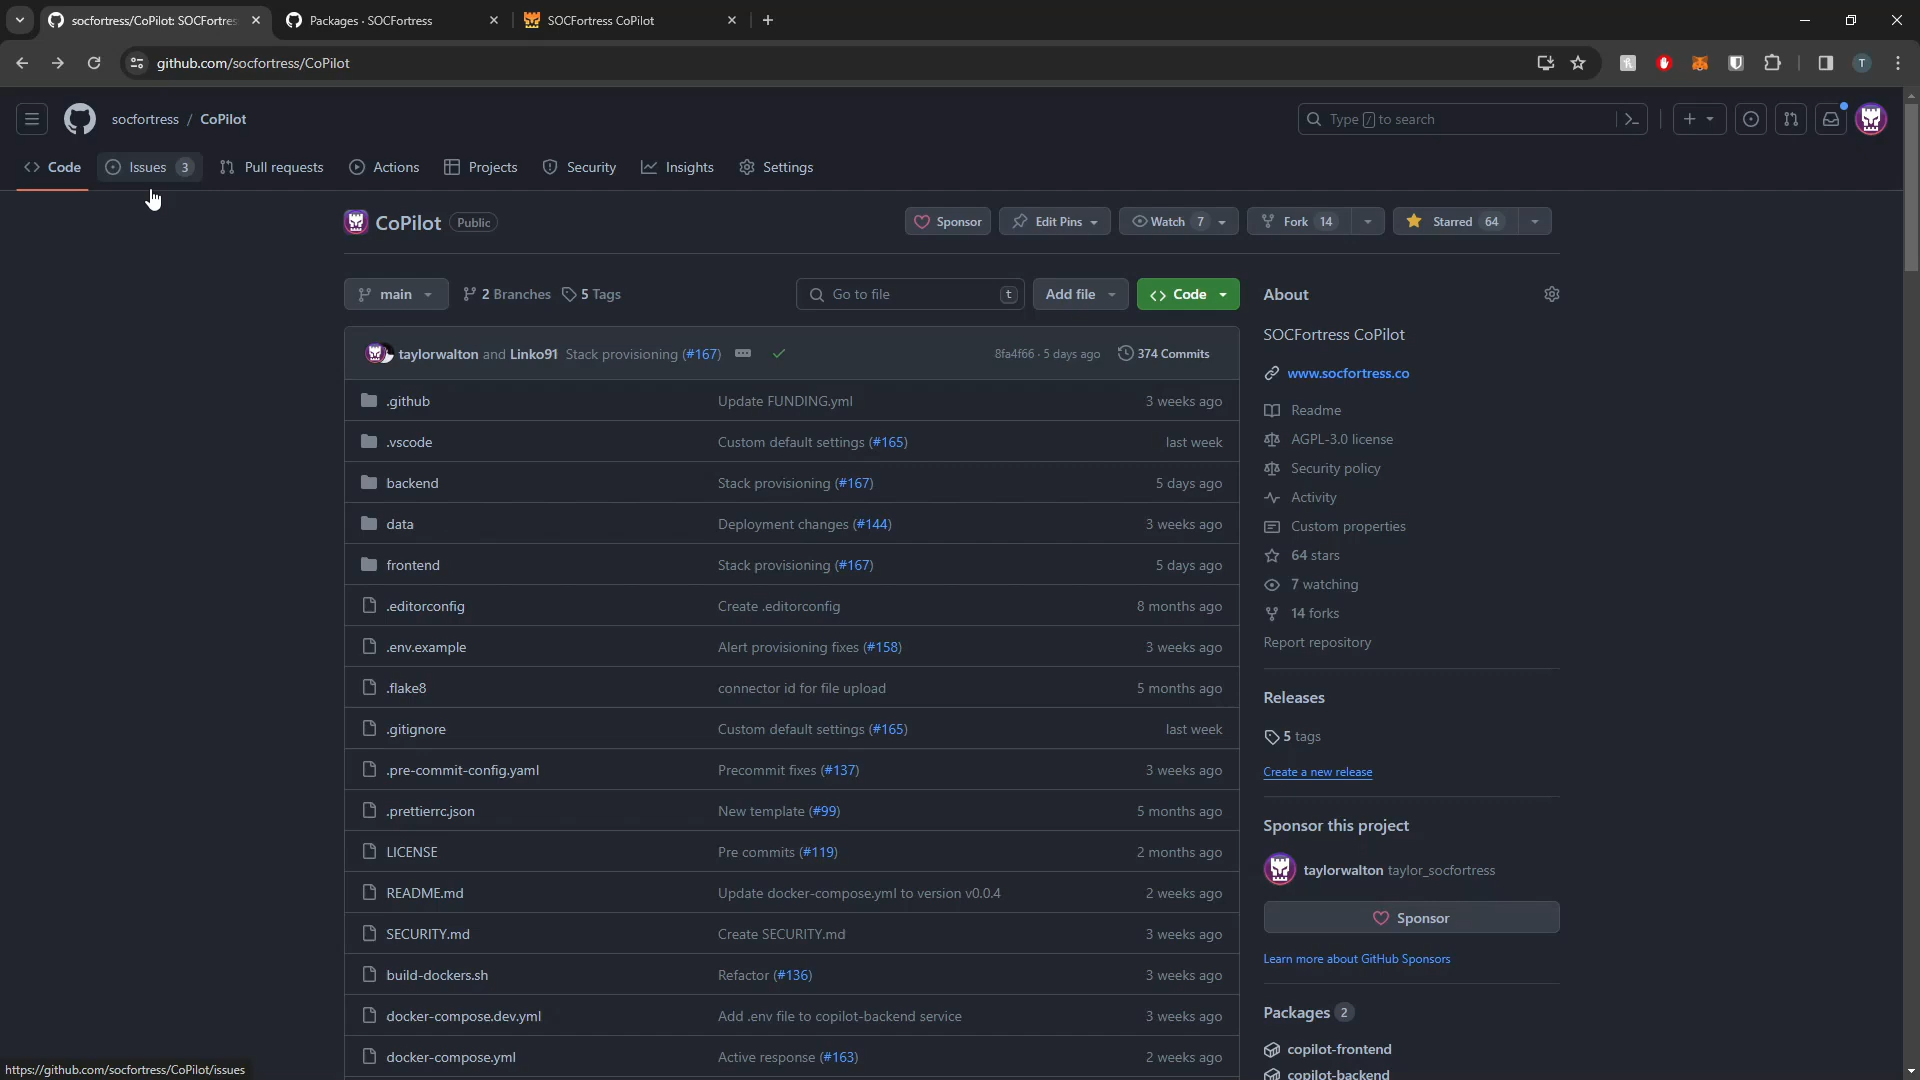 socfortress/CoPilot: SOCFortres
Packages · SOCFortress
SOCFortress CoPilot
github.com/socfortress/CoPilot
T
socfortress / CoPilot
Type / to search
Code
Issues 3
Pull requests
Actions
Projects
Security
Insights
Settings
CoPilot Public
Sponsor
Edit Pins
Watch 7
Fork 14
Starred 64
main
2 Branches
5 Tags
Go to file t
Add file
Code
taylorwalton and Linko91 Stack provisioning (#167)
8fa4f66 · 5 days ago
374 Commits
.github Update FUNDING.yml 3 weeks ago
.vscode Custom default settings (#165) last week
backend Stack provisioning (#167) 5 days ago
data Deployment changes (#144) 3 weeks ago
frontend Stack provisioning (#167) 5 days ago
.editorconfig Create .editorconfig 8 months ago
.env.example Alert provisioning fixes (#158) 3 weeks ago
.flake8 connector id for file upload 5 months ago
.gitignore Custom default settings (#165) last week
.pre-commit-config.yaml Precommit fixes (#137) 3 weeks ago
.prettierrc.json New template (#99) 5 months ago
LICENSE Pre commits (#119) 2 months ago
README.md Update docker-compose.yml to version v0.0.4 2 weeks ago
SECURITY.md Create SECURITY.md 3 weeks ago
build-dockers.sh Refactor (#136) 3 weeks ago
docker-compose.dev.yml Add .env file to copilot-backend service 3 weeks ago
docker-compose.yml Active response (#163) 2 weeks ago
About
SOCFortress CoPilot
www.socfortress.co
Readme
AGPL-3.0 license
Security policy
Activity
Custom properties
64 stars
7 watching
14 forks
Report repository
Releases
5 tags
Create a new release
Sponsor this project
taylorwalton taylor_socfortress
Sponsor
Learn more about GitHub Sponsors
Packages 2
copilot-frontend
copilot-backend
https://github.com/socfortress/CoPilot/issues